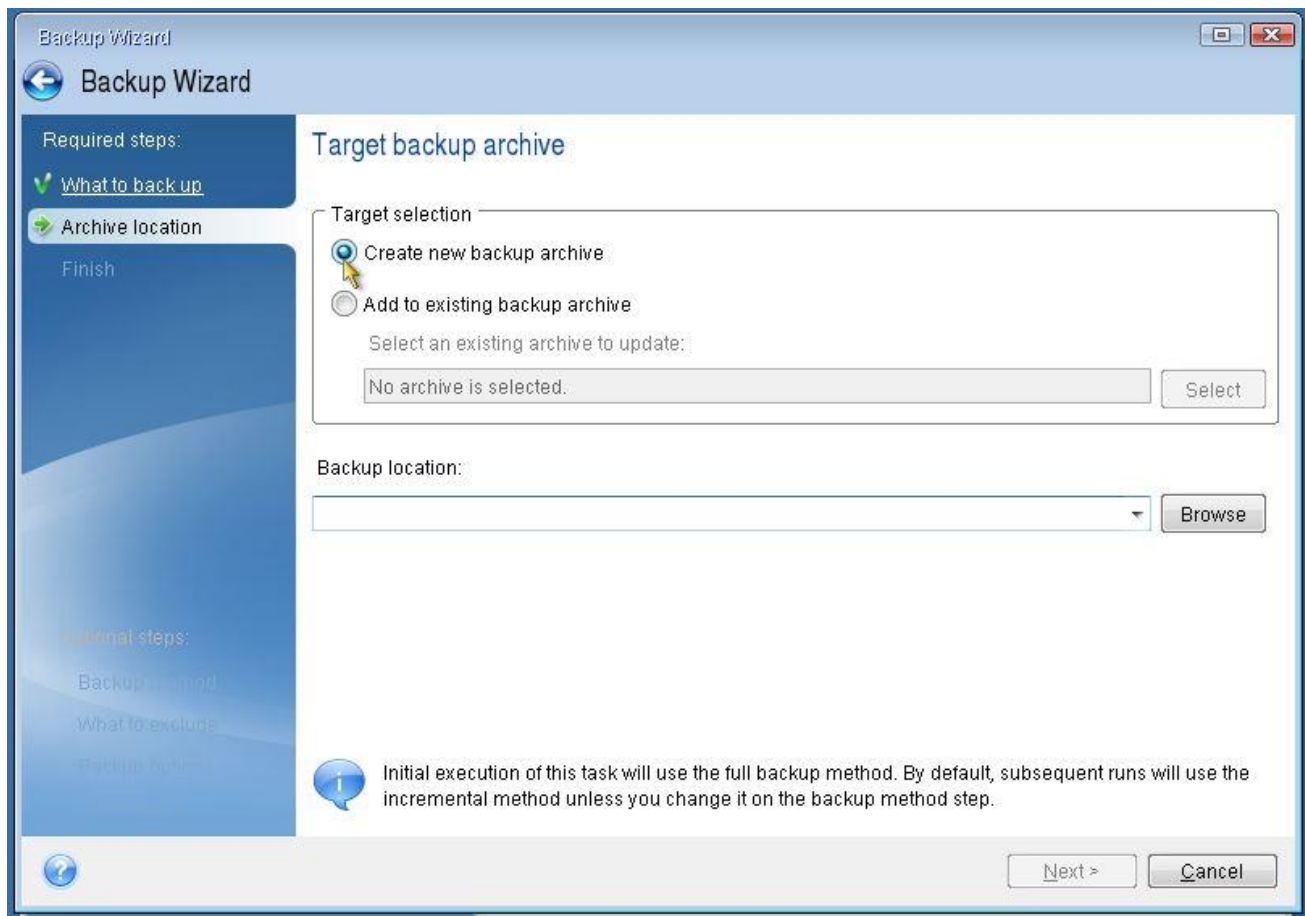 Backup Wizard
Backup Wizard
Required steps:
What to back up
Archive location
Finish
Target backup archive
Target selection
Create new backup archive
Add to existing backup archive
Select an existing archive to update:
No archive is selected.
Select
Backup location:
Browse
steps:
Backup
What to exclude
Backup
Initial execution of this task will use the full backup method. By default, subsequent runs will use the
incremental method unless you change it on the backup method step.
Next >
Cancel